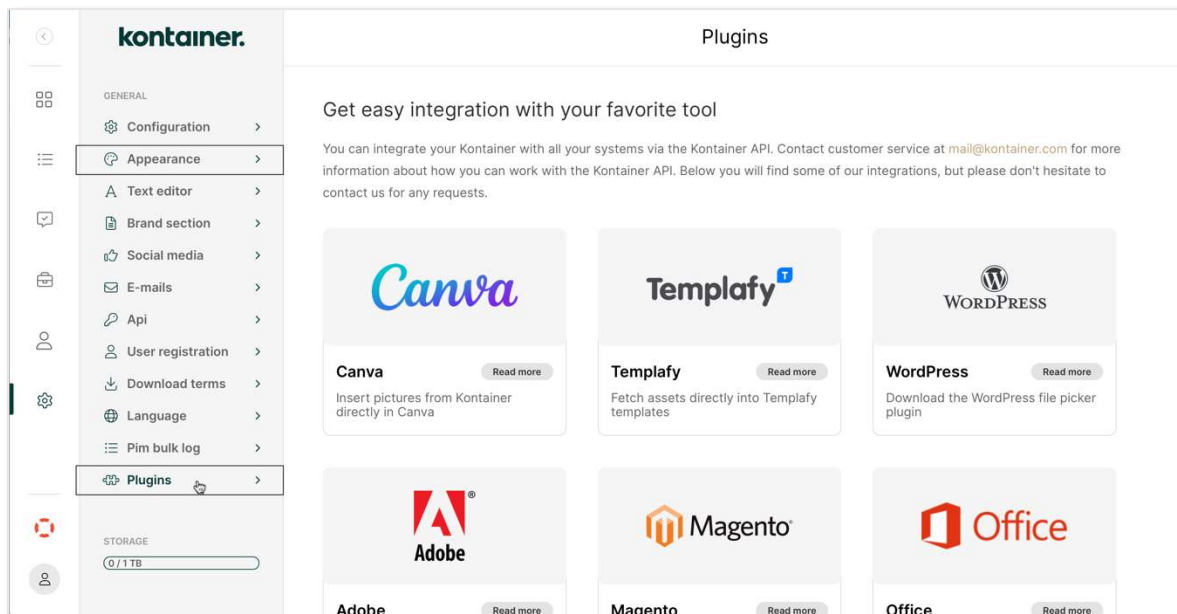 kontainer.
GENERAL
Configuration
Appearance
Text editor
Brand section
Social media
E-mails
Api
User registration
Download terms
Language
Pim bulk log
Plugins
STORAGE
0 / 1 TB
Plugins
Get easy integration with your favorite tool
You can integrate your Kontainer with all your systems via the Kontainer API. Contact customer service at mail@kontainer.com for more
information about how you can work with the Kontainer API. Below you will find some of our integrations, but please don't hesitate to
contact us for any requests.
Canva
Canva Read more
Insert pictures from Kontainer
directly in Canva
Templafy T
Templafy Read more
Fetch assets directly into Templafy
templates
WORDPRESS
WordPress Read more
Download the WordPress file picker
plugin
Adobe®
Adobe Read more
Magento
Magento Read more
Office
Office Read more